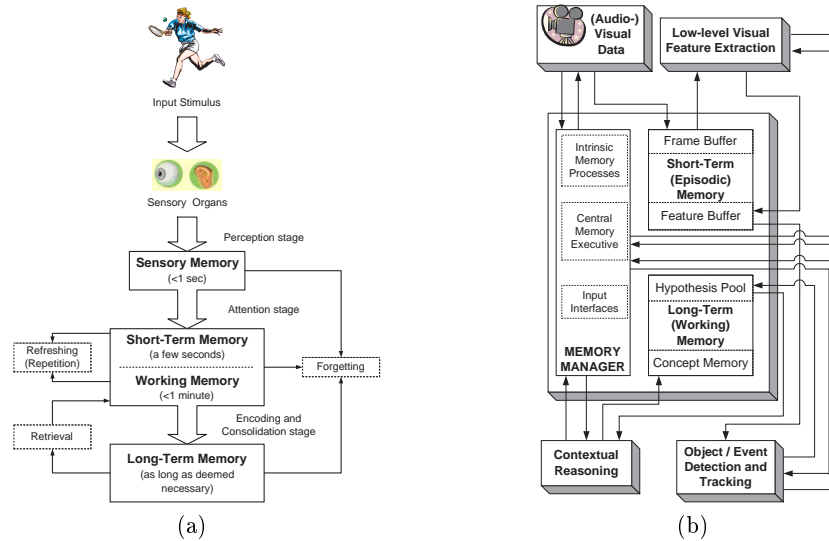 Input Stimulus
Sensory Organs
Perception stage
Sensory Memory
(<1 sec)
Attention stage
Short-Term Memory
(a few seconds)
Working Memory
(<1 minute)
Refreshing
(Repetition)
Forgetting
Retrieval
Encoding and
Consolidation stage
Long-Term Memory
(as long as deemed
necessary)
(a)
(Audio-)
Visual
Data
Low-level Visual
Feature Extraction
Intrinsic
Memory
Processes
Central
Memory
Executive
Input
Interfaces
MEMORY
MANAGER
Frame Buffer
Short-Term
(Episodic)
Memory
Feature Buffer
Hypothesis Pool
Long-Term
(Working)
Memory
Concept Memory
Contextual
Reasoning
Object / Event
Detection and
Tracking
(b)